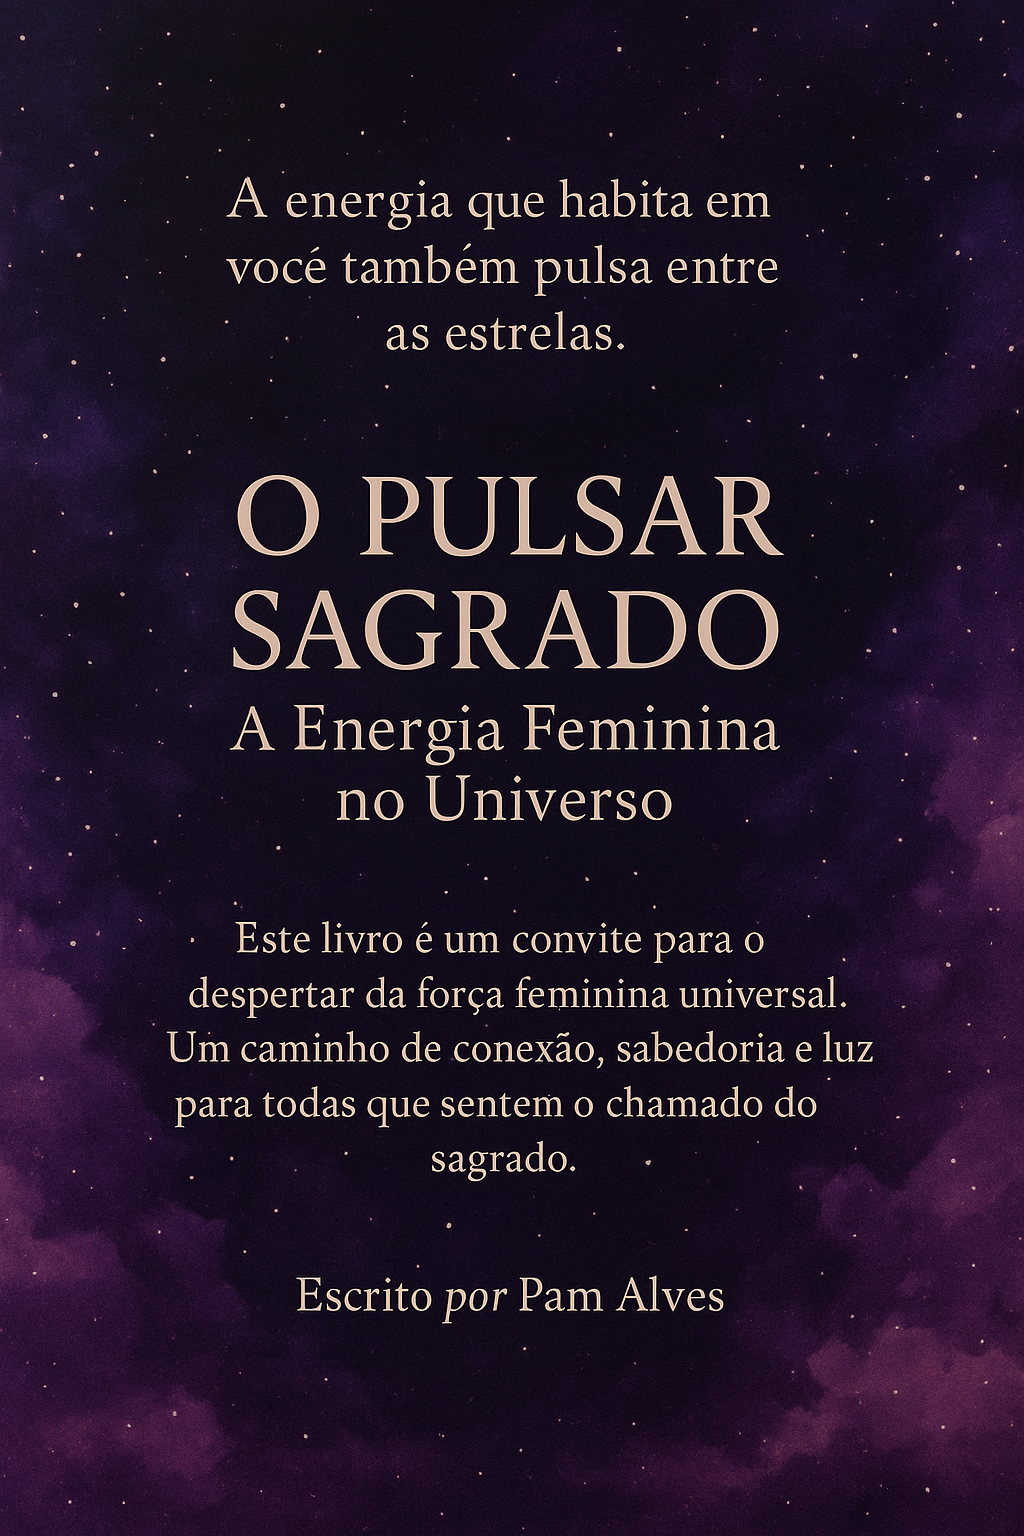 A energia que habita em
vocé também pulsa entre
as estrelas.
O PULSAR
SAGRADO
A Energia Feminina
no Universo
Este livro é um convite para o
despertar da força feminina universal.
Um caminho de conexão, sabedoria e luz
para todas que sentem o chamado do
sagrado.
Escrito por Pam Alves